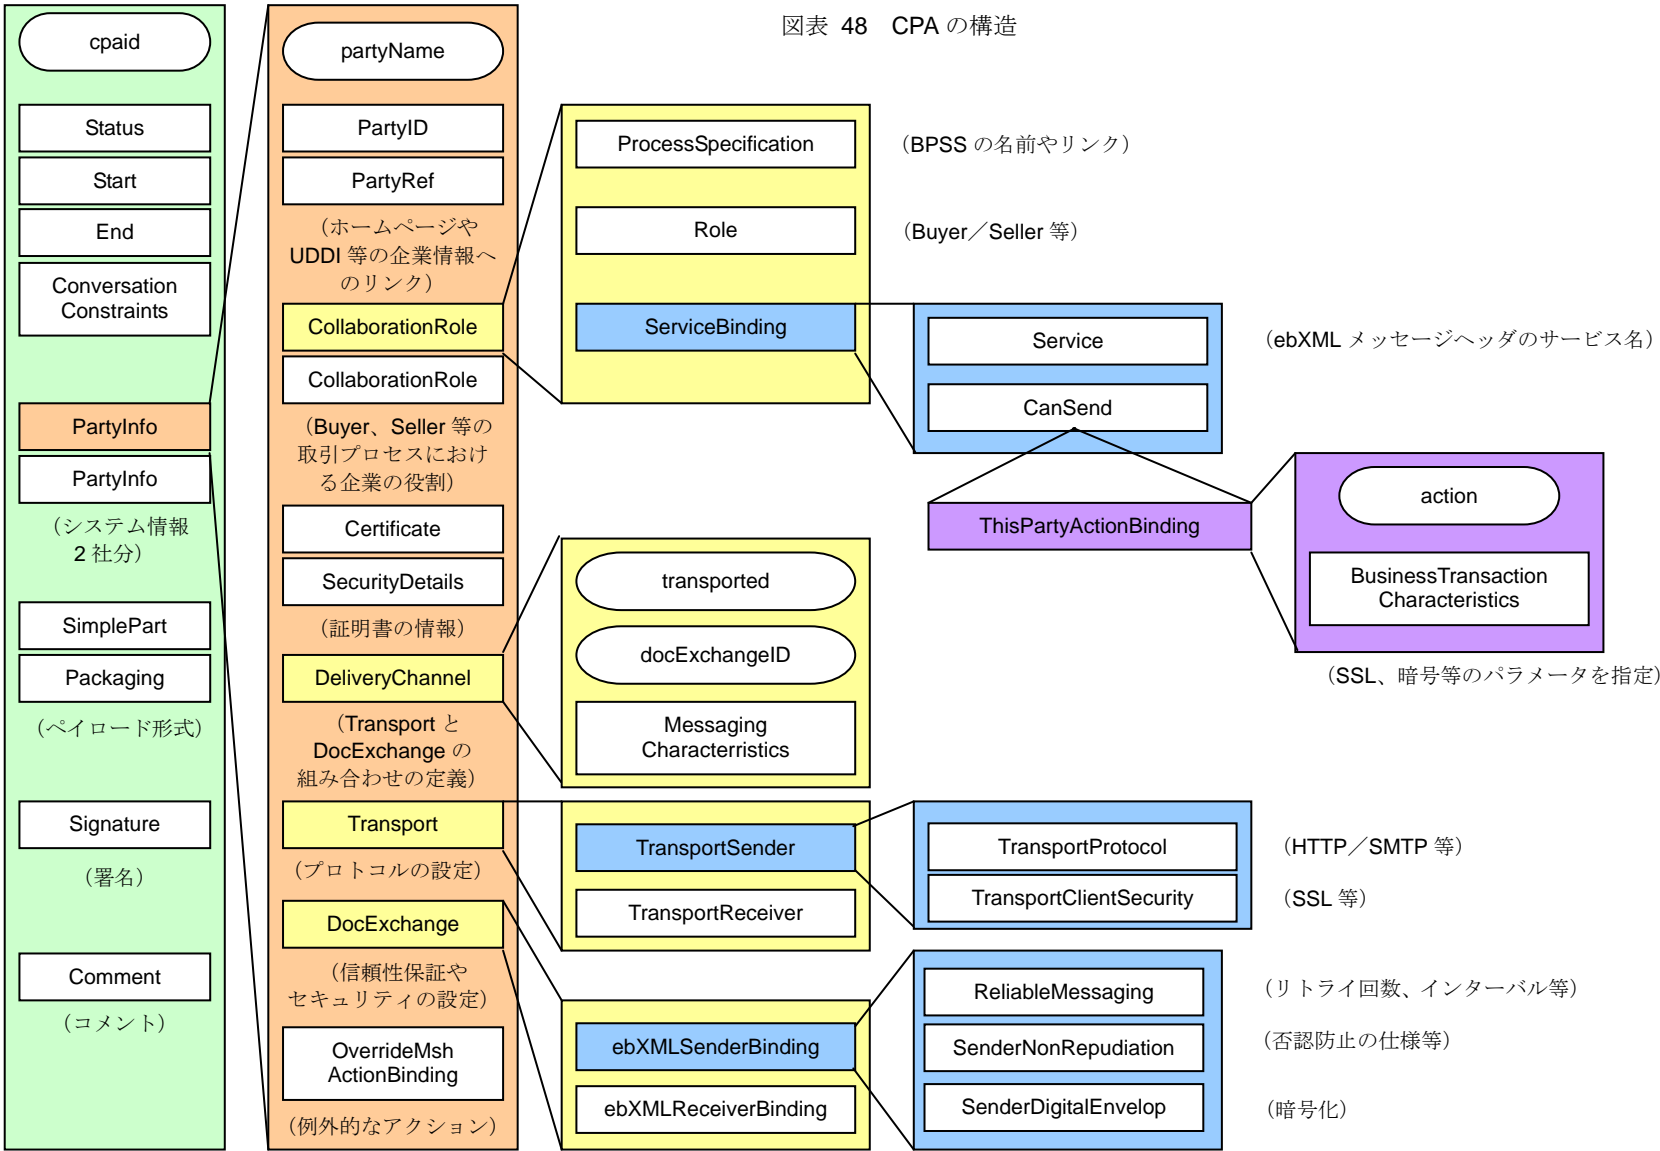 図表 48 CPA の構造
cpaid
Status
Start
End
Conversation
Constraints
PartyInfo
PartyInfo
（システム情報
2 社分）
SimplePart
Packaging
（ペイロード形式）
Signature
（署名）
Comment
（コメント）
partyName
PartyID
PartyRef
（ホームページや
UDDI 等の企業情報へ
のリンク）
CollaborationRole
CollaborationRole
（Buyer、Seller 等の
取引プロセスにおけ
る企業の役割）
Certificate
SecurityDetails
（証明書の情報）
DeliveryChannel
（Transport と
DocExchange の
組み合わせの定義）
Transport
（プロトコルの設定）
DocExchange
（信頼性保証や
セキュリティの設定）
OverrideMsh
ActionBinding
（例外的なアクション）
ProcessSpecification
（BPSS の名前やリンク）
Role
（Buyer／Seller 等）
ServiceBinding
Service
（ebXML メッセージヘッダのサービス名）
CanSend
ThisPartyActionBinding
action
BusinessTransaction
Characteristics
（SSL、暗号等のパラメータを指定）
transported
docExchangeID
Messaging
Characterristics
TransportSender
TransportReceiver
TransportProtocol
（HTTP／SMTP 等）
TransportClientSecurity
（SSL 等）
ebXMLSenderBinding
ebXMLReceiverBinding
ReliableMessaging
（リトライ回数、インターバル等）
SenderNonRepudiation
（否認防止の仕様等）
SenderDigitalEnvelop
（暗号化）